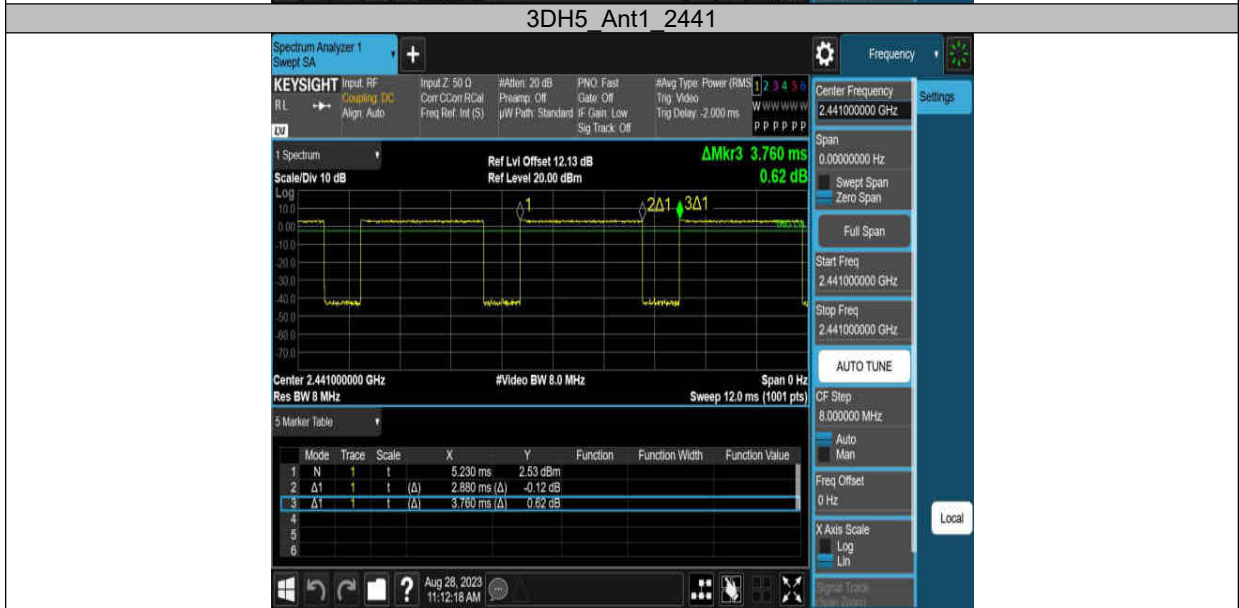 3DH5_Ant1_2441
Spectrum Analyzer 1
Swept SA
+
Frequency
KEYSIGHT
RL
Input: RF
Coupling: DC
Align: Auto
Input Z: 50 Ω
Corr CCorr RCal
Freq Ref: Int (S)
#Atten: 20 dB
Preamp: Off
µW Path: Standard
PNO: Fast
Gate: Off
IF Gain: Low
Sig Track: Off
#Avg Type: Power (RMS
Trig: Video
Trig Delay: -2.000 ms
1 2 3 4 5 6
W W W W W W
P P P P P P
Center Frequency
2.441000000 GHz
Settings
1 Spectrum
Scale/Div 10 dB
Ref Lvl Offset 12.13 dB
Ref Level 20.00 dBm
ΔMkr3 3.760 ms
0.62 dB
Log
10.0
0.00
-10.0
-20.0
-30.0
-40.0
-50.0
-60.0
-70.0
1
2Δ1
3Δ1
Center 2.441000000 GHz
Res BW 8 MHz
#Video BW 8.0 MHz
Span 0 Hz
Sweep 12.0 ms (1001 pts)
Span
0.00000000 Hz
Swept Span
Zero Span
Full Span
Start Freq
2.441000000 GHz
Stop Freq
2.441000000 GHz
AUTO TUNE
CF Step
8.000000 MHz
Auto
Man
Freq Offset
0 Hz
X Axis Scale
Log
Lin
Signal Track
(Span Zoom)
Local
5 Marker Table
Mode Trace Scale X Y Function Function Width Function Value
1 N 1 t 5.230 ms 2.53 dBm
2 Δ1 1 t (Δ) 2.880 ms (Δ) -0.12 dB
3 Δ1 1 t (Δ) 3.760 ms (Δ) 0.62 dB
4
5
6
?
Aug 28, 2023
11:12:18 AM